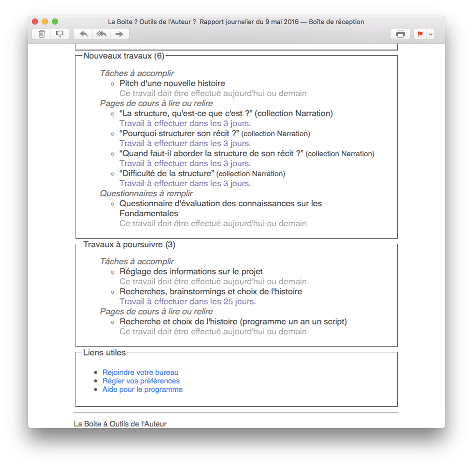 La Boite ? Outils de l'Auteur ? Rapport journalier du 9 mai 2016 — Boîte de réception
Nouveaux travaux (6)
Tâches à accomplir
Pitch d'une nouvelle histoire
Ce travail doit être effectué aujourd'hui ou demain
Pages de cours à lire ou relire
“La structure, qu'est-ce que c'est ?” (collection Narration)
Travail à effectuer dans les 3 jours.
“Pourquoi structurer son récit ?” (collection Narration)
Travail à effectuer dans les 3 jours.
“Quand faut-il aborder la structure de son récit ?” (collection Narration)
Travail à effectuer dans les 3 jours.
“Difficulté de la structure” (collection Narration)
Travail à effectuer dans les 3 jours.
Questionnaires à remplir
Questionnaire d'évaluation des connaissances sur les
Fondamentales
Ce travail doit être effectué aujourd'hui ou demain
Travaux à poursuivre (3)
Tâches à accomplir
Réglage des informations sur le projet
Ce travail doit être effectué aujourd'hui ou demain
Recherches, brainstormings et choix de l'histoire
Travail à effectuer dans les 25 jours.
Pages de cours à lire ou relire
Recherche et choix de l'histoire (programme un an un script)
Ce travail doit être effectué aujourd'hui ou demain
Liens utiles
Rejoindre votre bureau
Régler vos préférences
Aide pour le programme
La Boite à Outils de l'Auteur